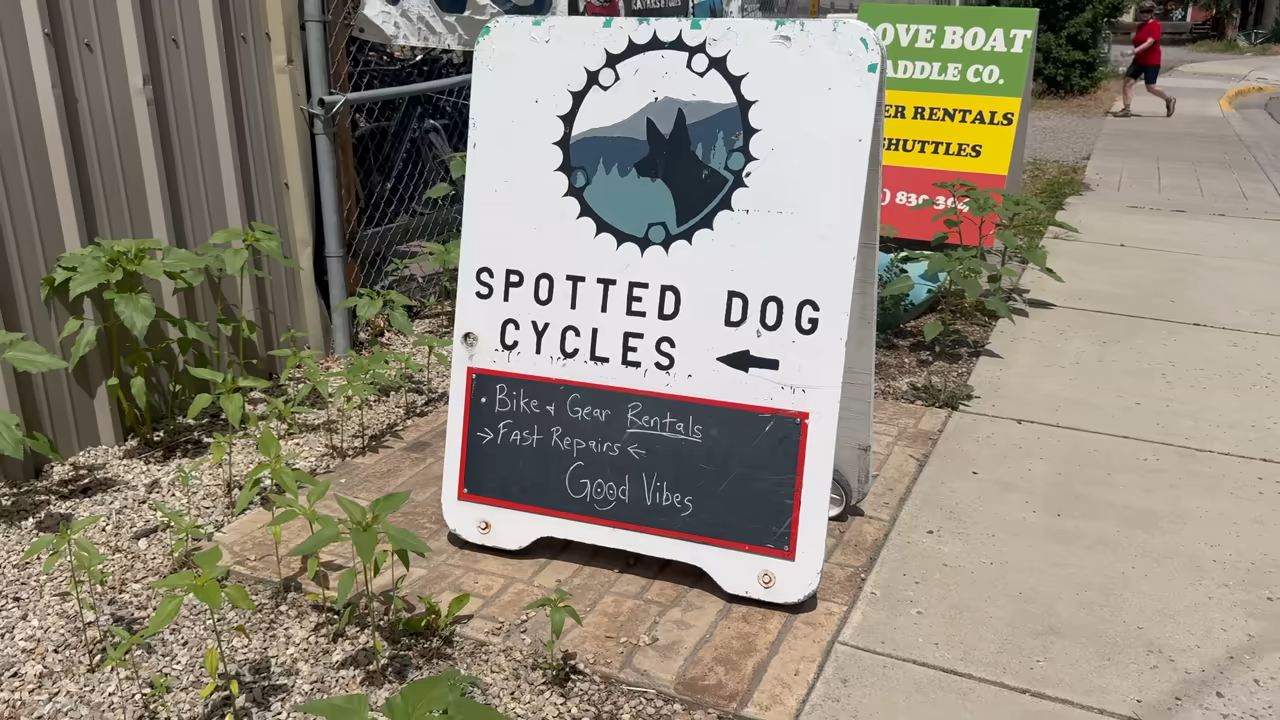 SPOTTED DOG
CYCLES
Bike & Gear Rentals
→Fast Repairs←
Good Vibes
OVE BOAT
ADDLE CO.
ER RENTALS
SHUTTLES